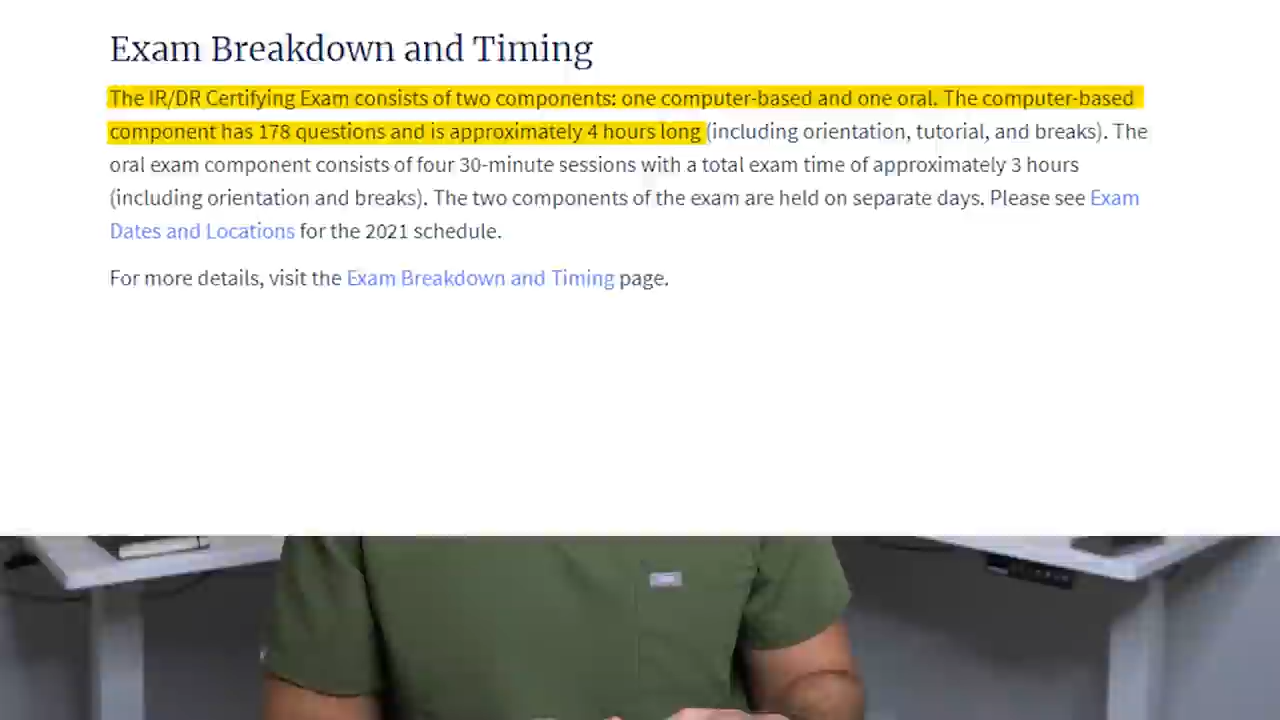 Exam Breakdown and Timing
The IR/DR Certifying Exam consists of two components: one computer-based and one oral. The computer-based
component has 178 questions and is approximately 4 hours long (including orientation, tutorial, and breaks). The
oral exam component consists of four 30-minute sessions with a total exam time of approximately 3 hours
(including orientation and breaks). The two components of the exam are held on separate days. Please see Exam
Dates and Locations for the 2021 schedule.
For more details, visit the Exam Breakdown and Timing page.